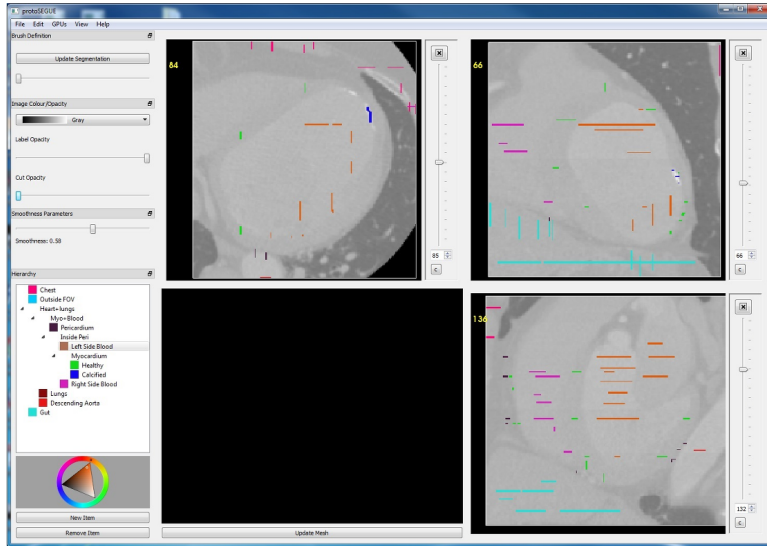 protoSEGUE
File Edit GPUs View Help
Brush Definition
Update Segmentation
Image Colour/Opacity
Gray
Label Opacity
Cut Opacity
Smoothness Parameters
Smoothness: 0.58
Hierarchy
Chest
Outside FOV
Heart+lungs
Myo+Blood
Pericardium
Inside Peri
Left Side Blood
Myocardium
Healthy
Calcified
Right Side Blood
Lungs
Descending Aorta
Gut
New Item
Remove Item
84
85
c
66
66
c
Update Mesh
136
132
c